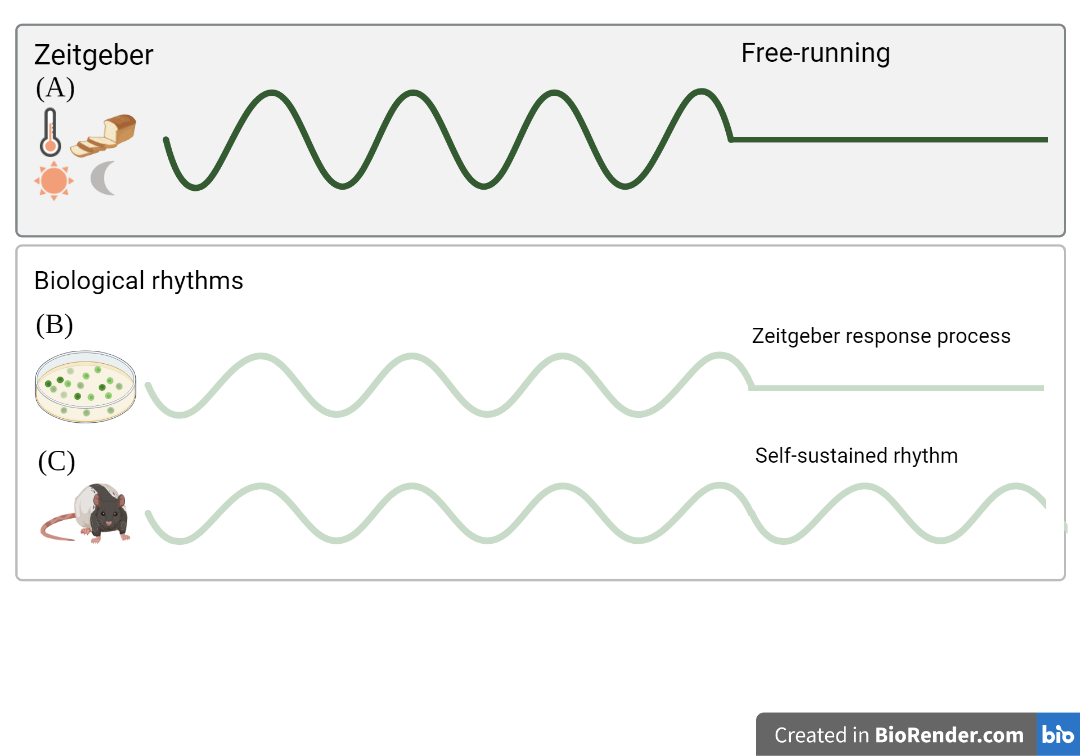 Zeitgeber
Free-running
(A)
Biological rhythms
(B)
Zeitgeber response process
(C)
Self-sustained rhythm
Created in BioRender.com bio